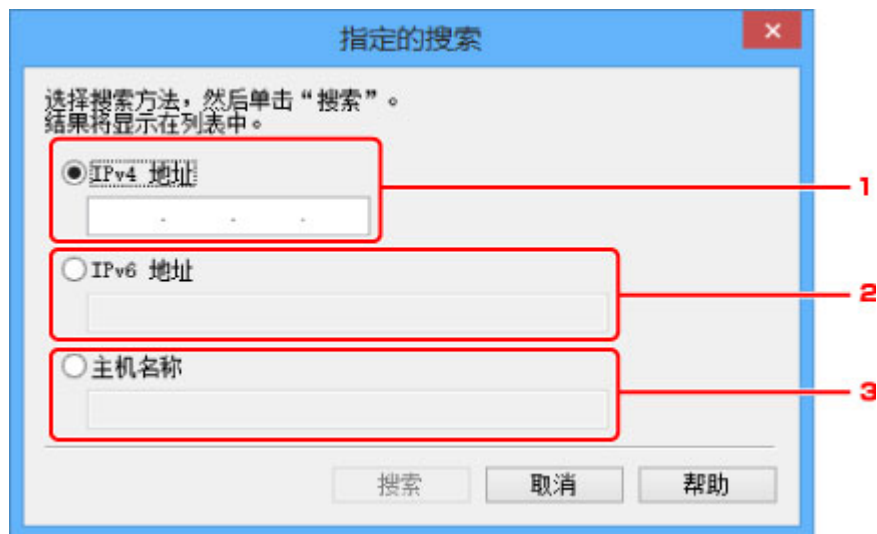 指定的搜索
选择搜索方法，然后单击“搜索”。
结果将显示在列表中。
IPv4 地址
. . .
1
IPv6 地址
2
主机名称
3
搜索 取消 帮助